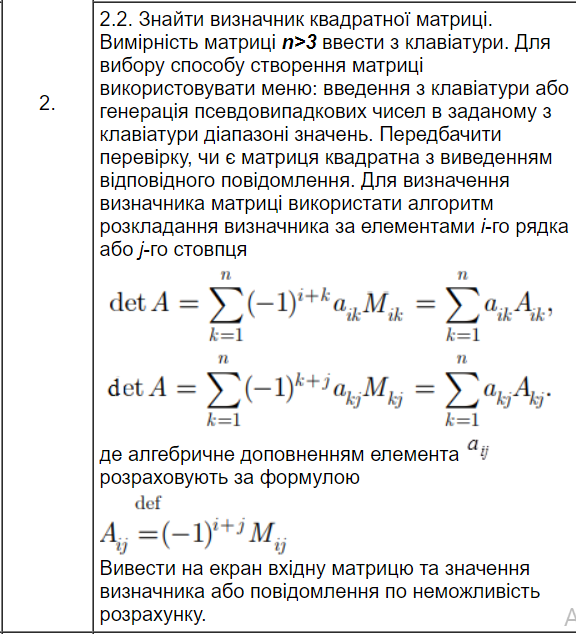 2.2. Знайти визначник квадратної матриці.
Вимірність матриці n>3 ввести з клавіатури. Для
вибору способу створення матриці
2.
використовувати меню: введення з клавіатури або
генерація псевдовипадкових чисел в заданому з
клавіатури діапазоні значень. Передбачити
перевірку, чи є матриця квадратна з виведенням
відповідного повідомлення. Для визначення
визначника матриці використати алгоритм
розкладання визначника за елементами i-го рядка
або j-го стовпця
det A = ∑_{k=1}^{n} (−1)^{i+k} a_{ik} M_{ik} = ∑_{k=1}^{n} a_{ik} A_{ik},
det A = ∑_{k=1}^{n} (−1)^{k+j} a_{kj} M_{kj} = ∑_{k=1}^{n} a_{kj} A_{kj}.
де алгебричне доповненням елемента a_{ij}
розраховують за формулою
A_{ij} \overset{def}{=} (−1)^{i+j} M_{ij}
Вивести на екран вхідну матрицю та значення
визначника або повідомлення по неможливість
розрахунку.